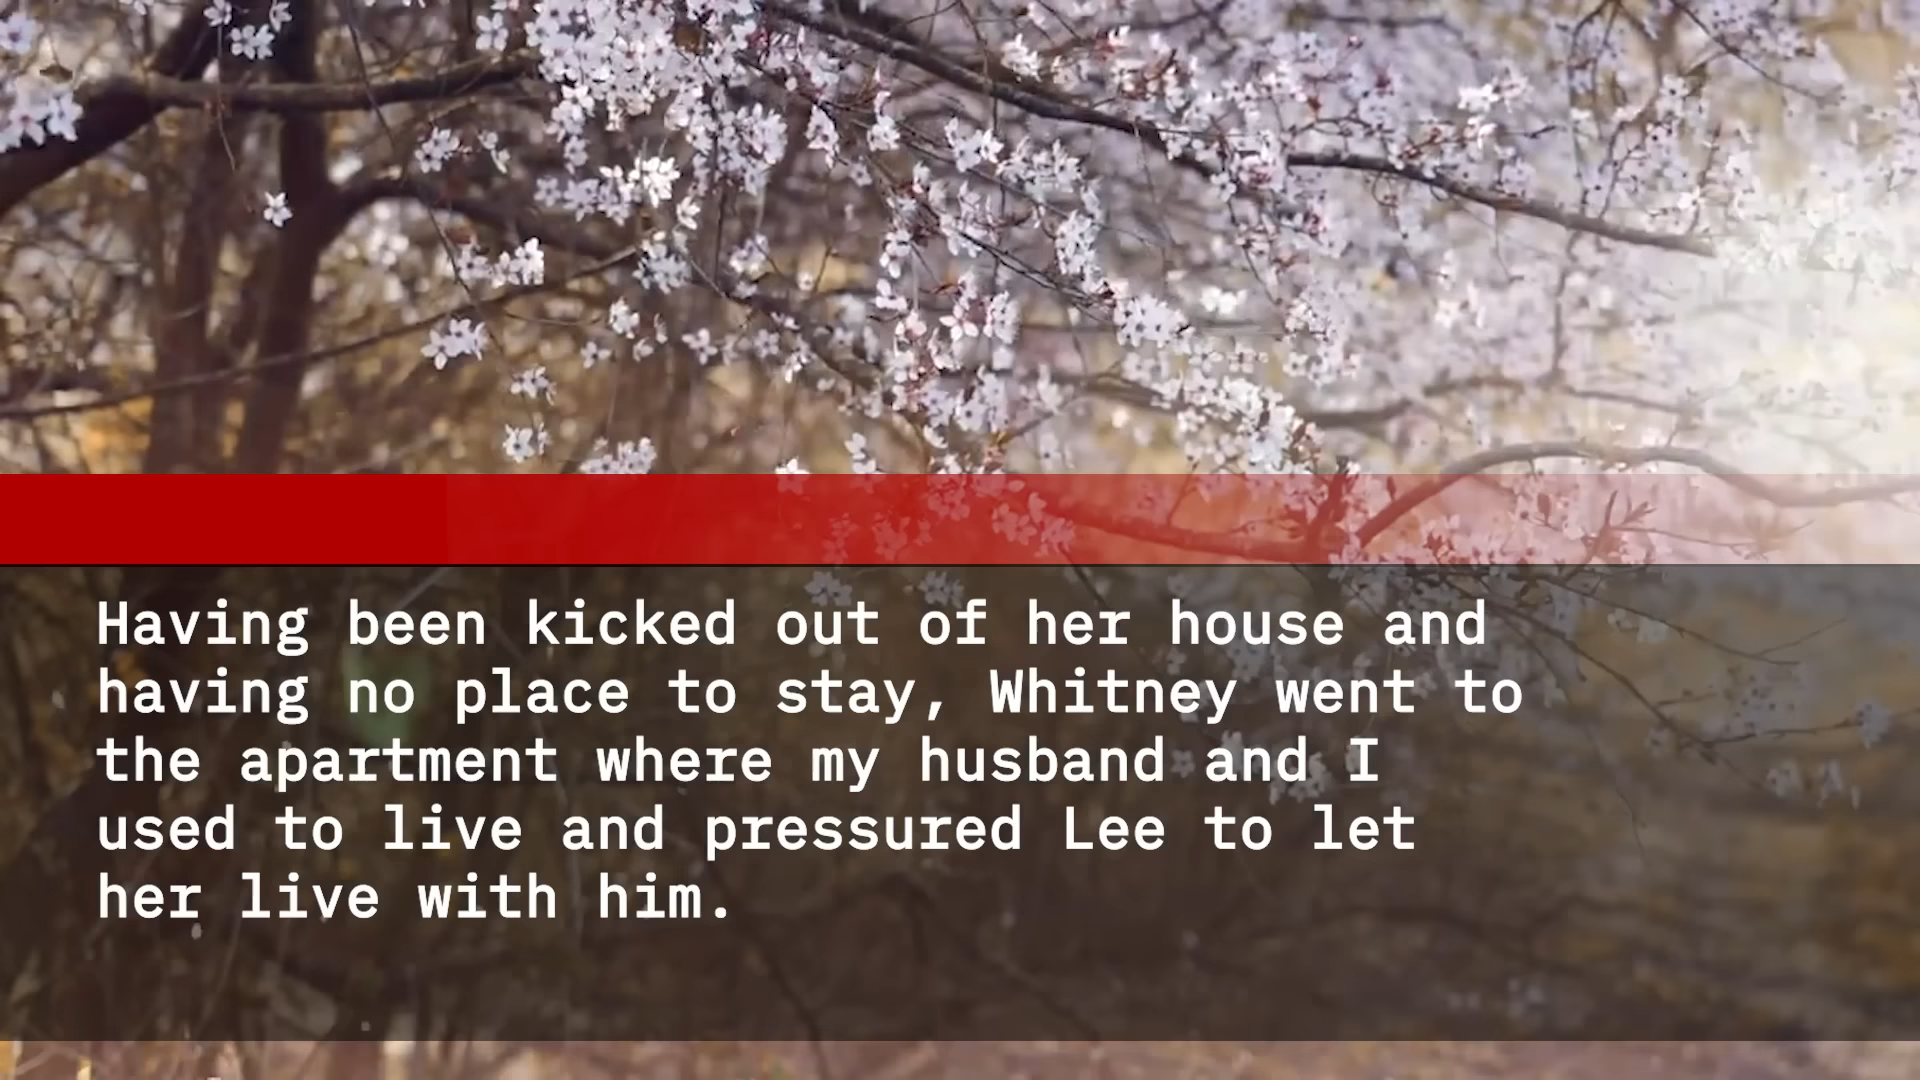 Having been kicked out of her house and
having no place to stay, Whitney went to
the apartment where my husband and I
used to live and pressured Lee to let
her live with him.